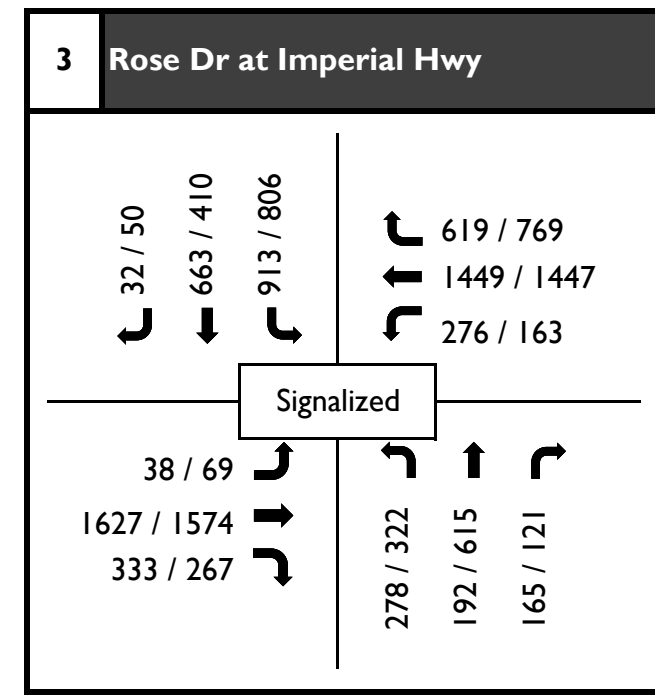 3 Rose Dr at Imperial Hwy
32 / 50
663 / 410
913 / 806
619 / 769
1449 / 1447
276 / 163
Signalized
38 / 69
1627 / 1574
333 / 267
278 / 322
192 / 615
165 / 121